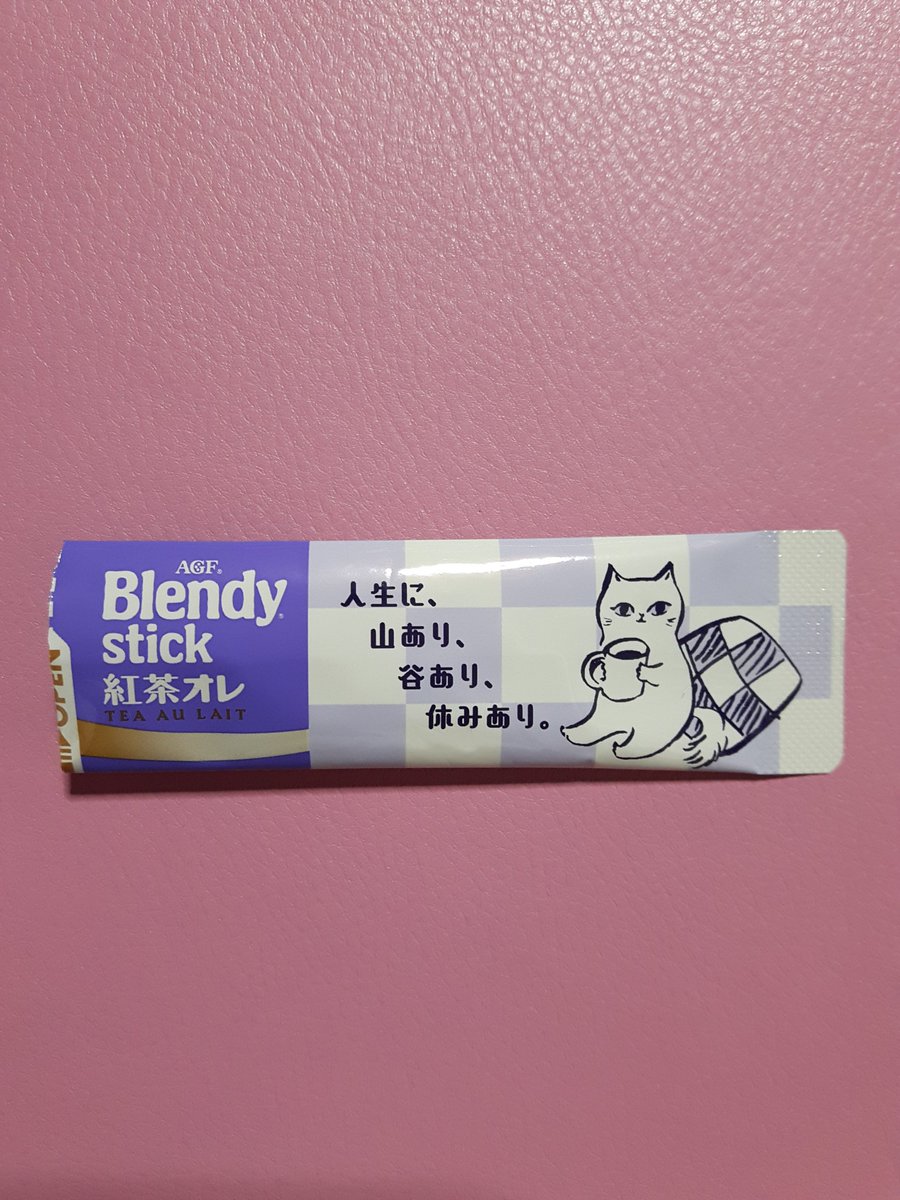 AGF®
Blendy®
stick
紅茶オレ
TEA AU LAIT
OPEN
人生に、
山あり、
谷あり、
休みあり。